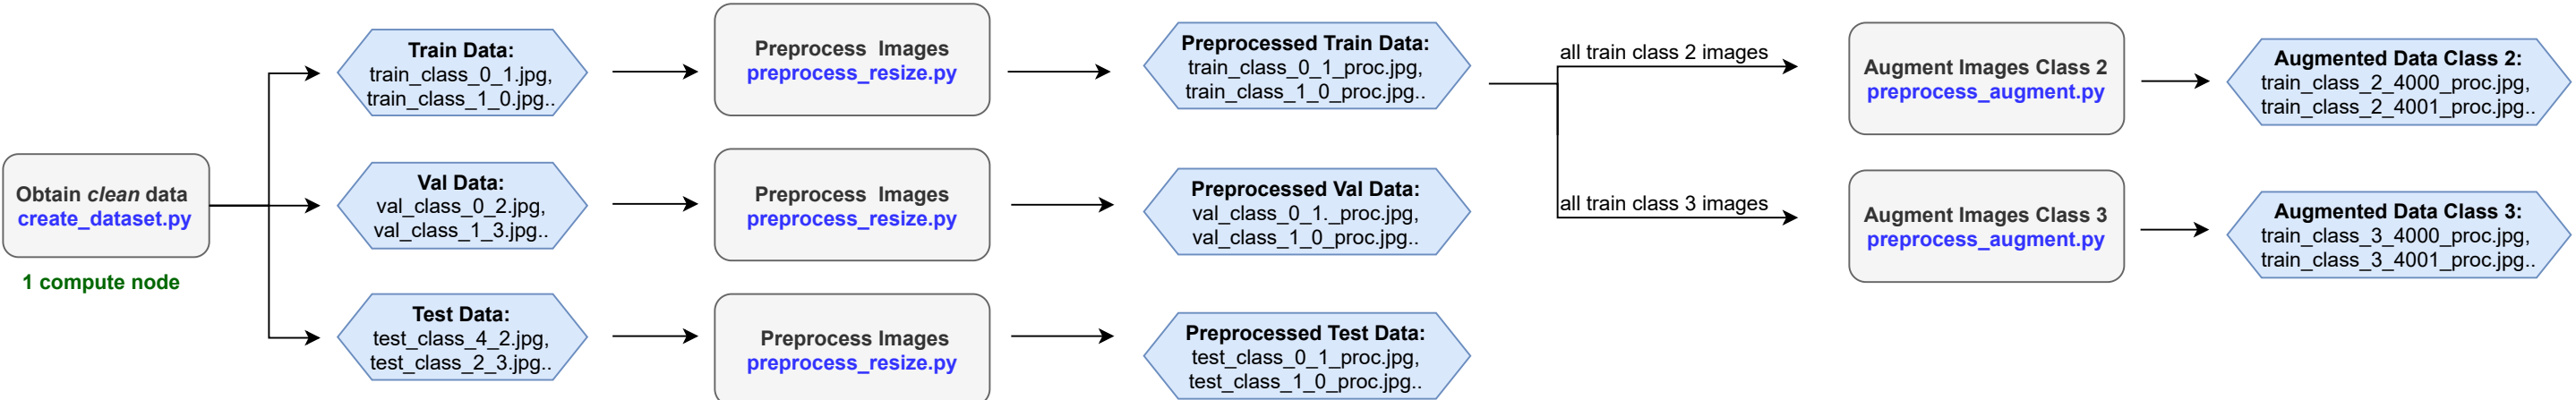 Obtain clean data
create_dataset.py
1 compute node
Train Data:
train_class_0_1.jpg,
train_class_1_0.jpg..
Val Data:
val_class_0_2.jpg,
val_class_1_3.jpg..
Test Data:
test_class_4_2.jpg,
test_class_2_3.jpg..
Preprocess Images
preprocess_resize.py
Preprocess Images
preprocess_resize.py
Preprocess Images
preprocess_resize.py
Preprocessed Train Data:
train_class_0_1_proc.jpg,
train_class_1_0_proc.jpg..
Preprocessed Val Data:
val_class_0_1._proc.jpg,
val_class_1_0_proc.jpg..
Preprocessed Test Data:
test_class_0_1_proc.jpg,
test_class_1_0_proc.jpg..
all train class 2 images
all train class 3 images
Augment Images Class 2
preprocess_augment.py
Augment Images Class 3
preprocess_augment.py
Augmented Data Class 2:
train_class_2_4000_proc.jpg,
train_class_2_4001_proc.jpg..
Augmented Data Class 3:
train_class_3_4000_proc.jpg,
train_class_3_4001_proc.jpg..